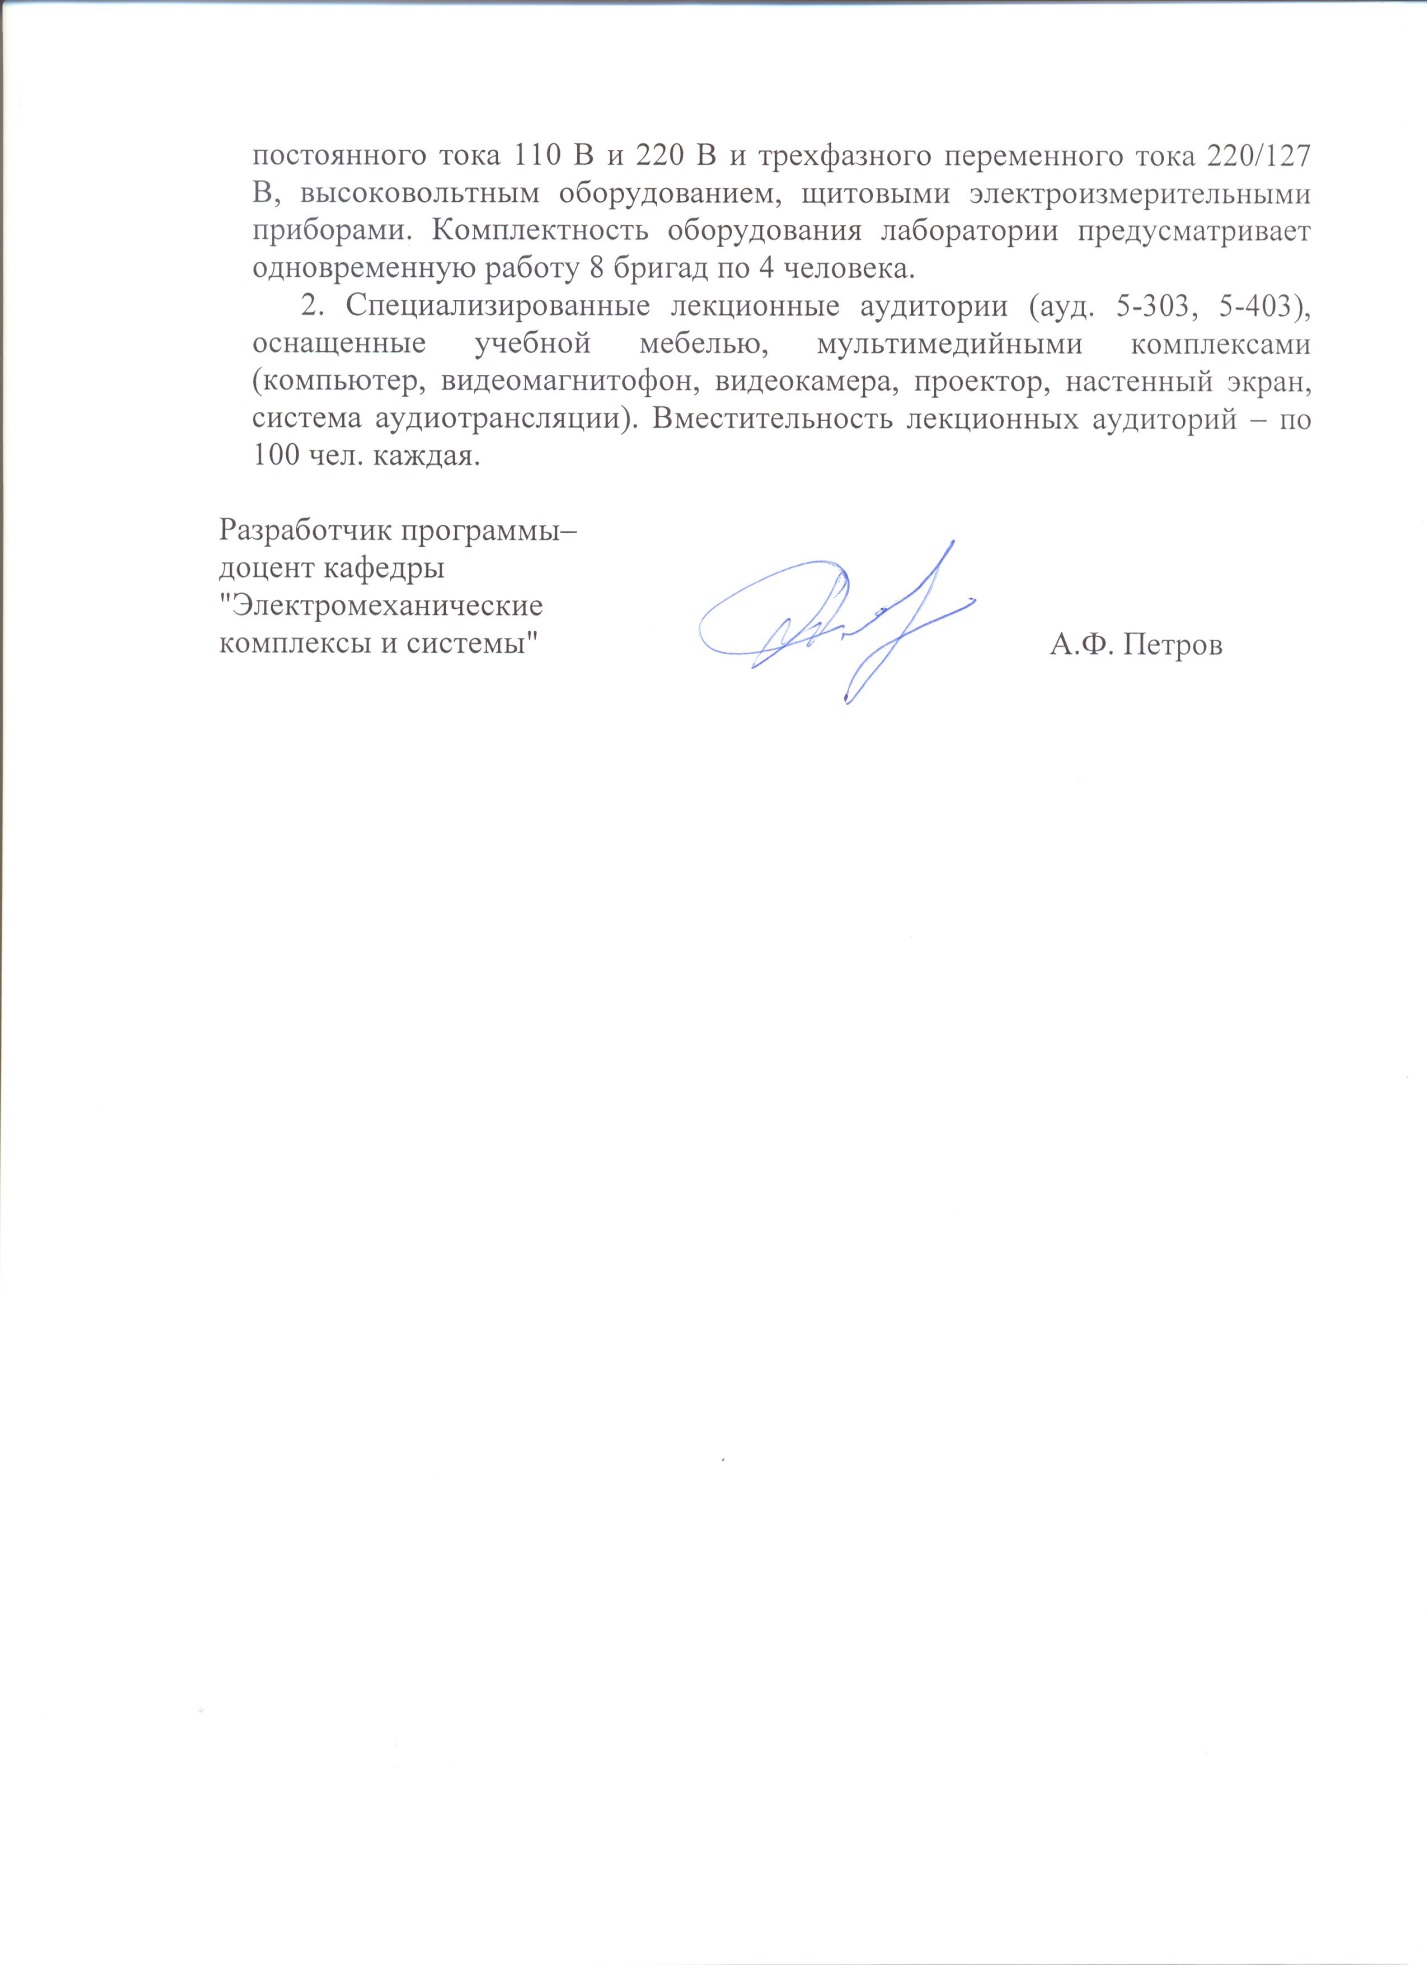 постоянного тока 110 В и 220 В и трехфазного переменного тока 220/127
В, высоковольтным оборудованием, щитовыми электроизмерительными
приборами. Комплектность оборудования лаборатории предусматривает
одновременную работу 8 бригад по 4 человека.
2. Специализированные лекционные аудитории (ауд. 5-303, 5-403),
оснащенные учебной мебелью, мультимедийными комплексами
(компьютер, видеомагнитофон, видеокамера, проектор, настенный экран,
система аудиотрансляции). Вместительность лекционных аудиторий – по
100 чел. каждая.
Разработчик программы–
доцент кафедры
"Электромеханические
комплексы и системы"
А.Ф. Петров